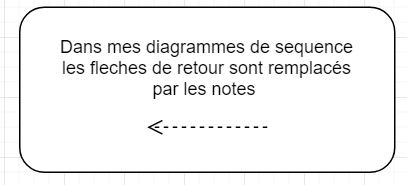 Dans mes diagrammes de sequence
les fleches de retour sont remplacés
par les notes